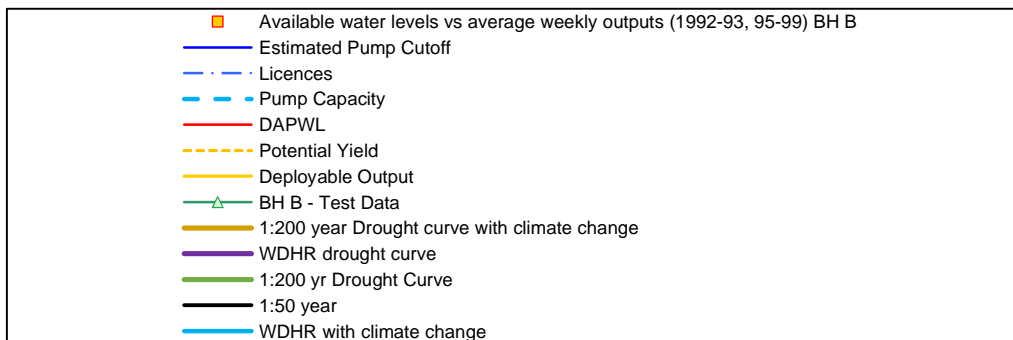 Available water levels vs average weekly outputs (1992-93, 95-99) BH B
Estimated Pump Cutoff
Licences
Pump Capacity
DAPWL
Potential Yield
Deployable Output
BH B - Test Data
1:200 year Drought curve with climate change
WDHR drought curve
1:200 yr Drought Curve
1:50 year
WDHR with climate change